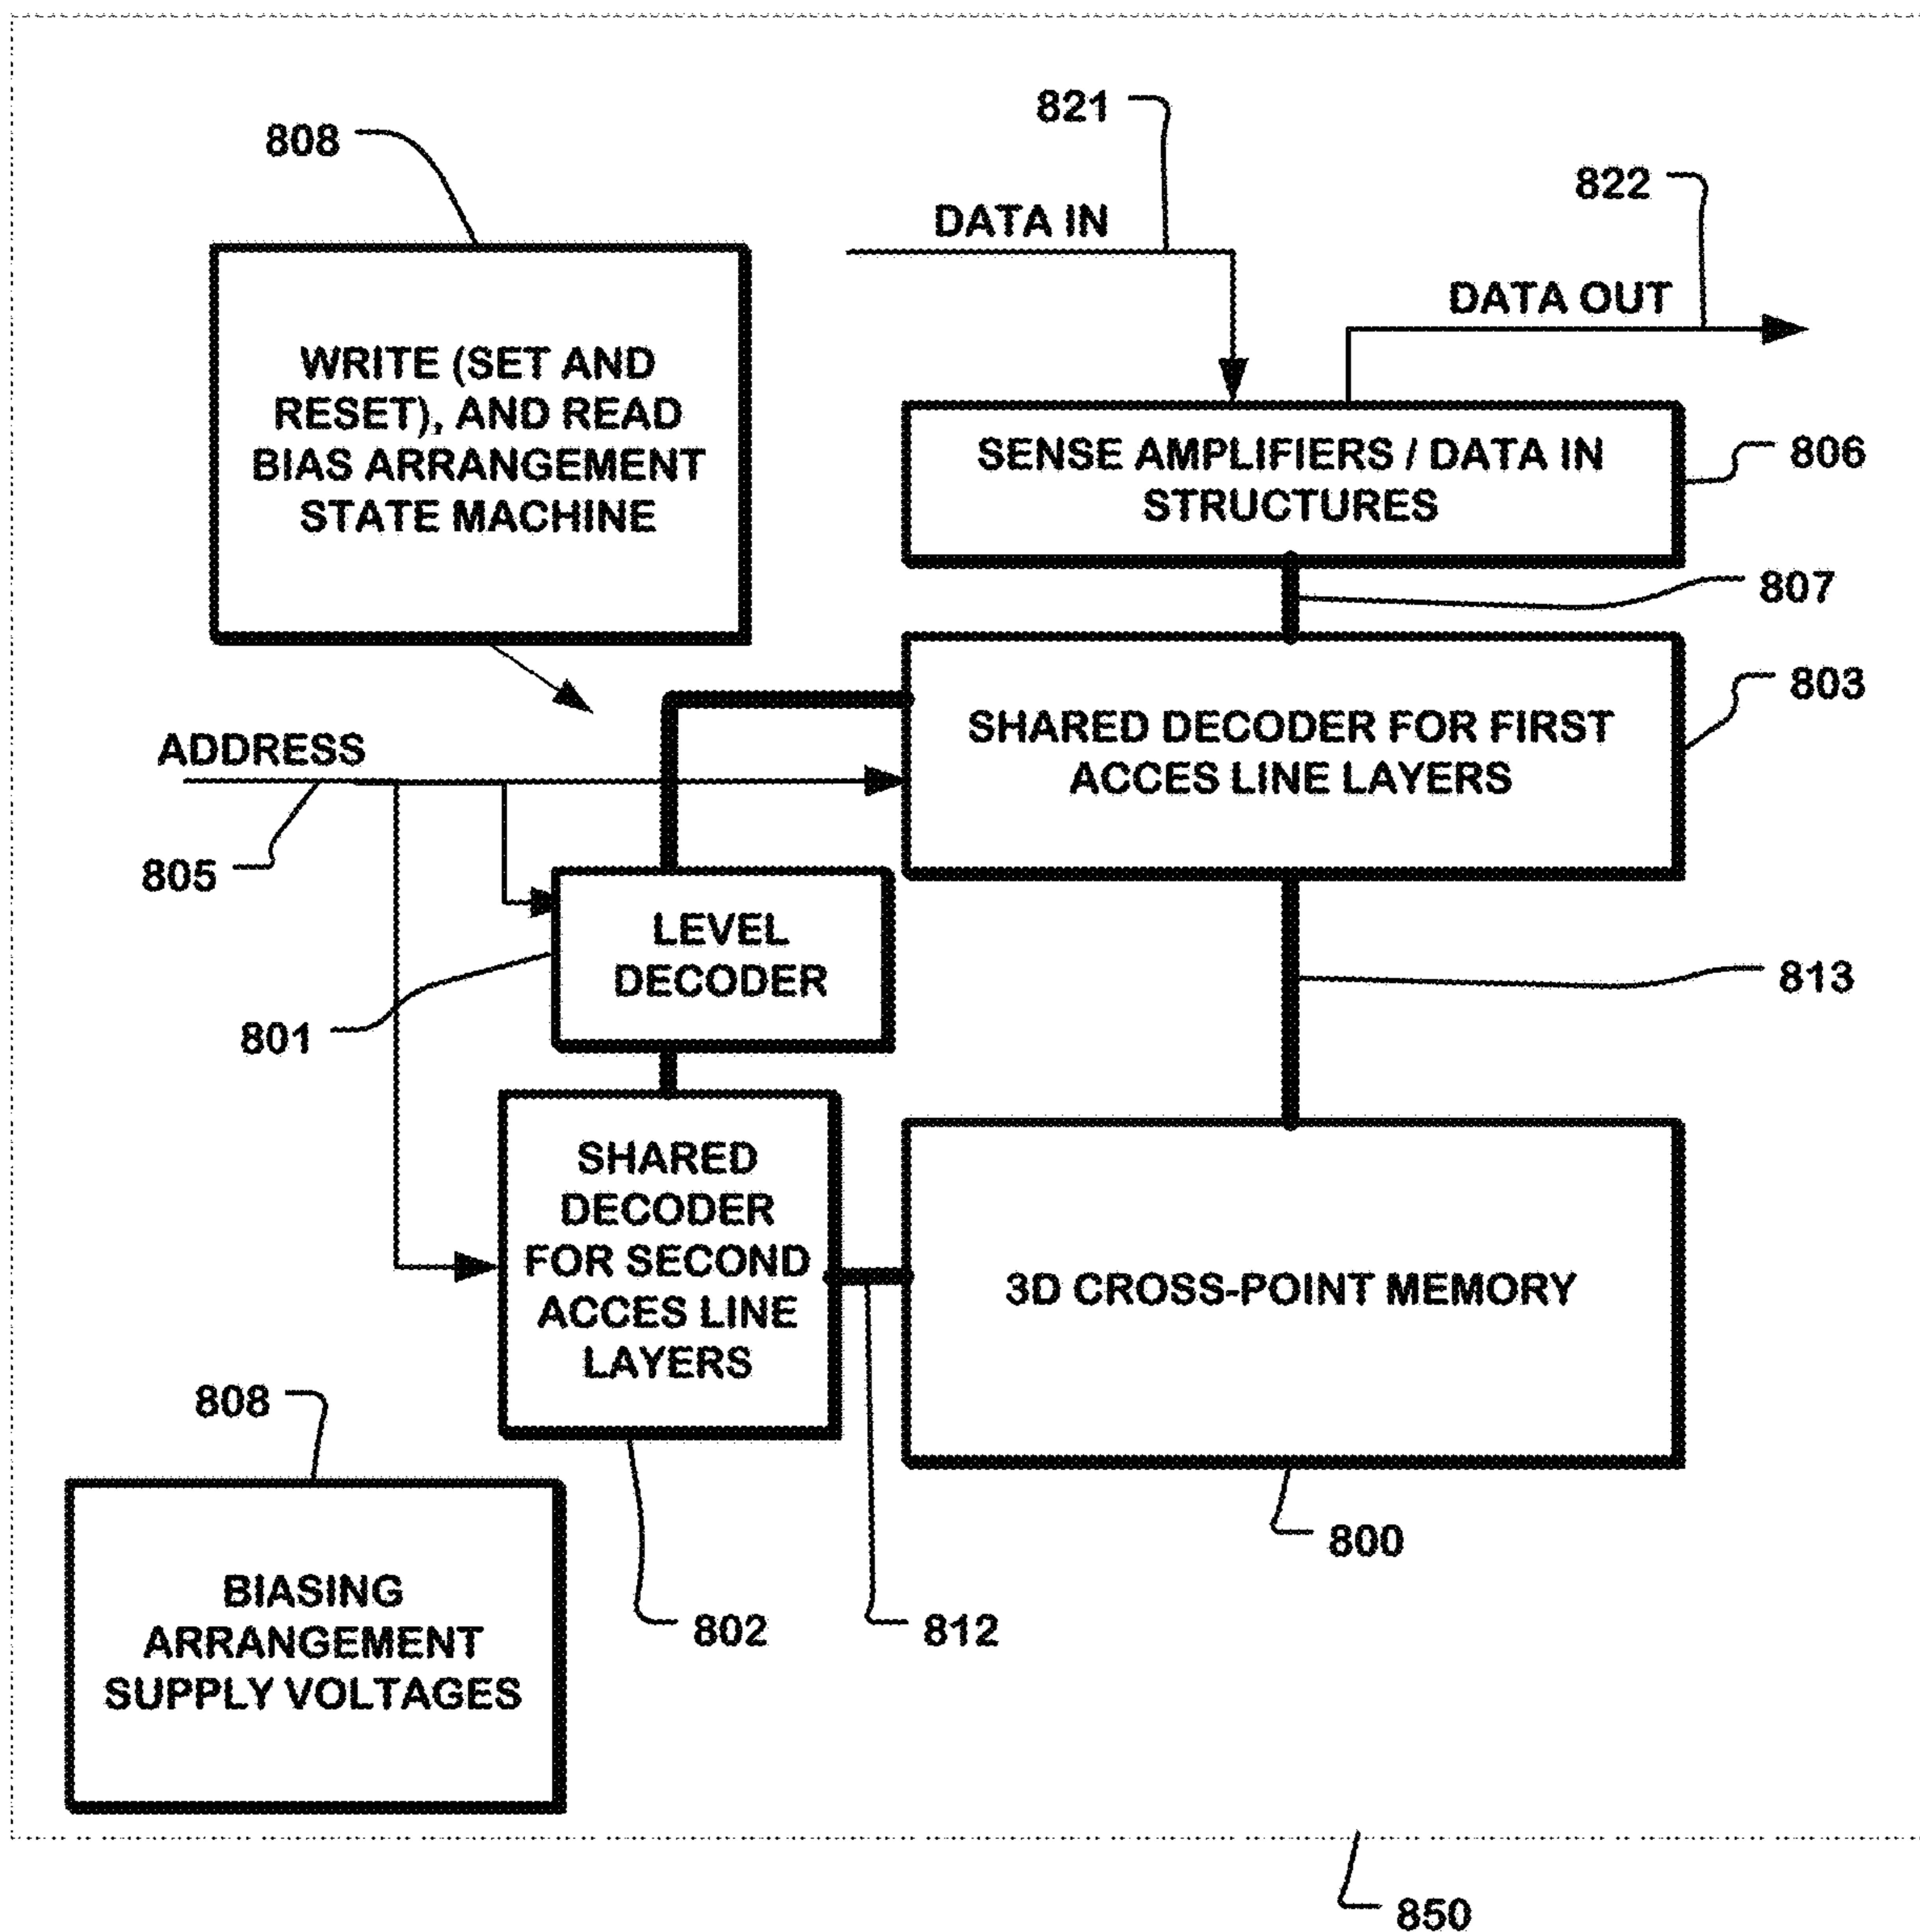 821
808
822
DATA IN
DATA OUT
WRITE (SET AND
RESET), AND READ
BIAS ARRANGEMENT
STATE MACHINE
SENSE AMPLIFIERS / DATA IN
STRUCTURES
806
807
803
SHARED DECODER FOR FIRST
ACCES LINE LAYERS
ADDRESS
805
LEVEL
DECODER
801
813
SHARED
DECODER
FOR SECOND
ACCES LINE
LAYERS
3D CROSS-POINT MEMORY
808
800
802
812
BIASING
ARRANGEMENT
SUPPLY VOLTAGES
850